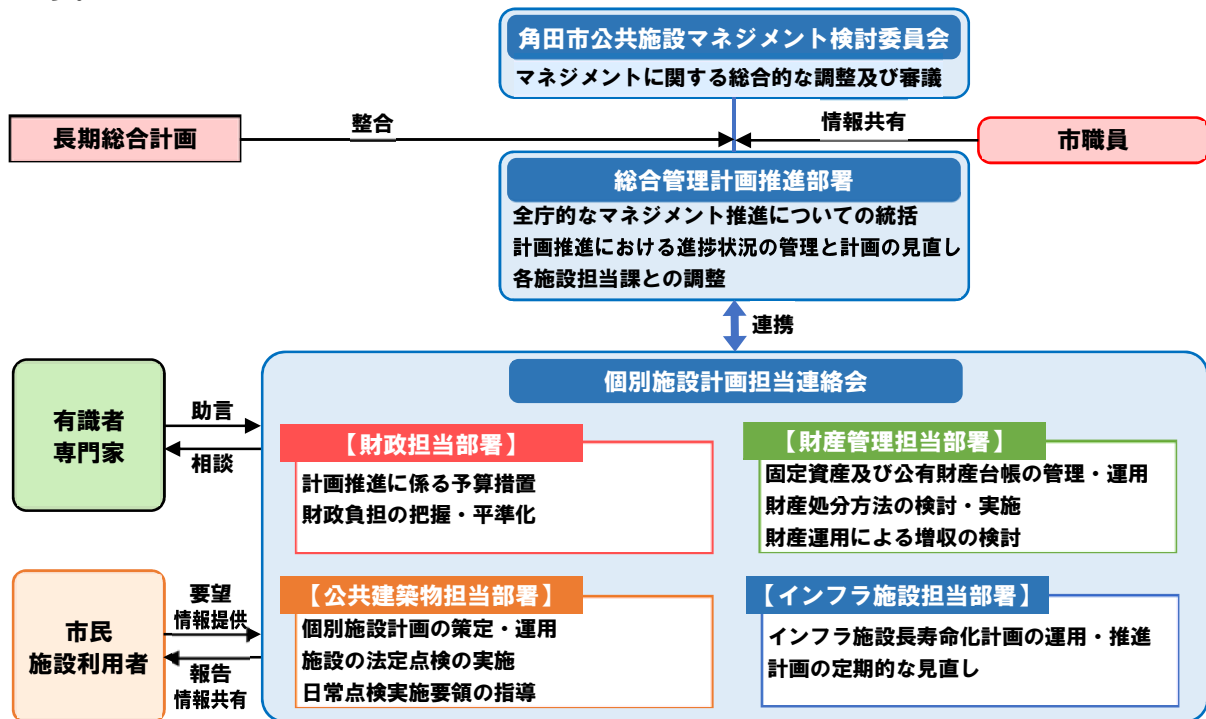 角田市公共施設マネジメント検討委員会
マネジメントに関する総合的な調整及び審議
長期総合計画
整合
情報共有
市職員
総合管理計画推進部署
全庁的なマネジメント推進についての統括
計画推進における進捗状況の管理と計画の見直し
各施設担当課との調整
連携
個別施設計画担当連絡会
有識者
専門家
助言
相談
【財政担当部署】
計画推進に係る予算措置
財政負担の把握・平準化
【財産管理担当部署】
固定資産及び公有財産台帳の管理・運用
財産処分方法の検討・実施
財産運用による増収の検討
市民
施設利用者
要望
情報提供
報告
情報共有
【公共建築物担当部署】
個別施設計画の策定・運用
施設の法定点検の実施
日常点検実施要領の指導
【インフラ施設担当部署】
インフラ施設長寿命化計画の運用・推進
計画の定期的な見直し